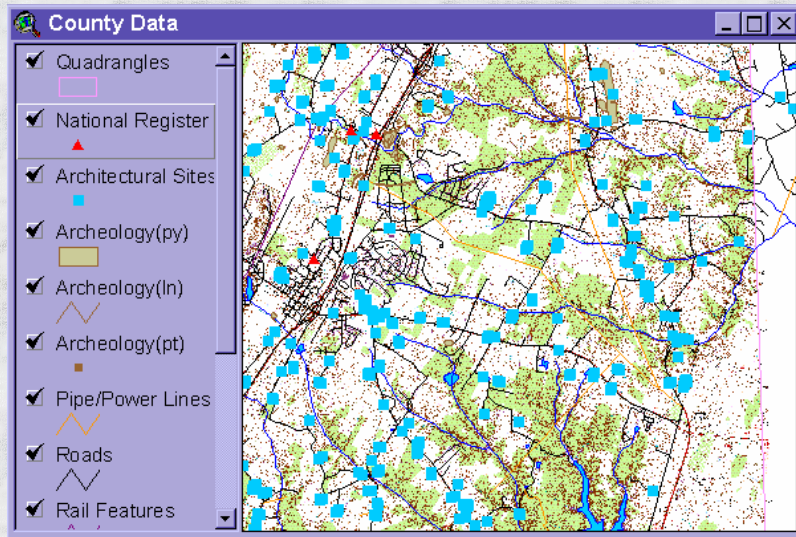 County Data
Quadrangles
National Register
Architectural Sites
Archeology(py)
Archeology(ln)
Archeology(pt)
Pipe/Power Lines
Roads
Rail Features